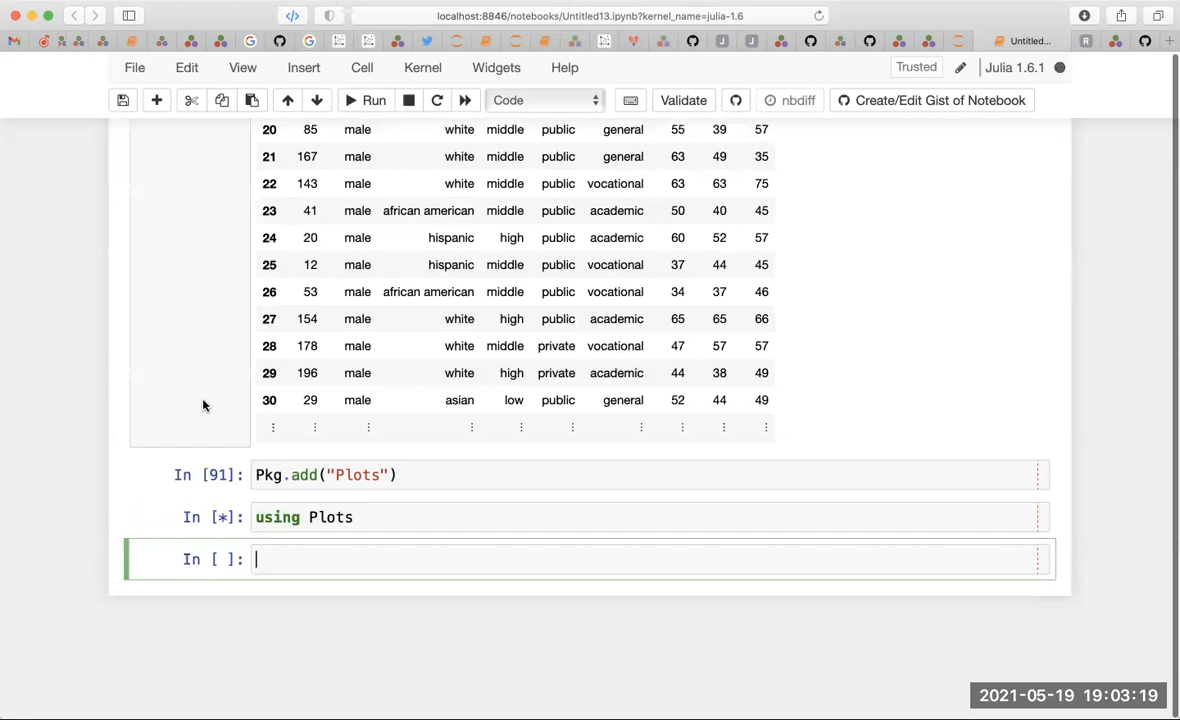 localhost:8846/notebooks/Untitled13.ipynb?kernel_name=julia-1.6
Untitled...
File Edit View Insert Cell Kernel Widgets Help Trusted Julia 1.6.1
Run Code Validate nbdiff Create/Edit Gist of Notebook
20 85 male white middle public general 55 39 57
21 167 male white middle public general 63 49 35
22 143 male white middle public vocational 63 63 75
23 41 male african american middle public academic 50 40 45
24 20 male hispanic high public academic 60 52 57
25 12 male hispanic middle public vocational 37 44 45
26 53 male african american middle public vocational 34 37 46
27 154 male white high public academic 65 65 66
28 178 male white middle private vocational 47 57 57
29 196 male white high private academic 44 38 49
30 29 male asian low public general 52 44 49
⋮ ⋮ ⋮ ⋮ ⋮ ⋮ ⋮ ⋮ ⋮ ⋮
In [91]: Pkg.add("Plots")
In [*]: using Plots
In [ ]:
2021-05-19 19:03:19